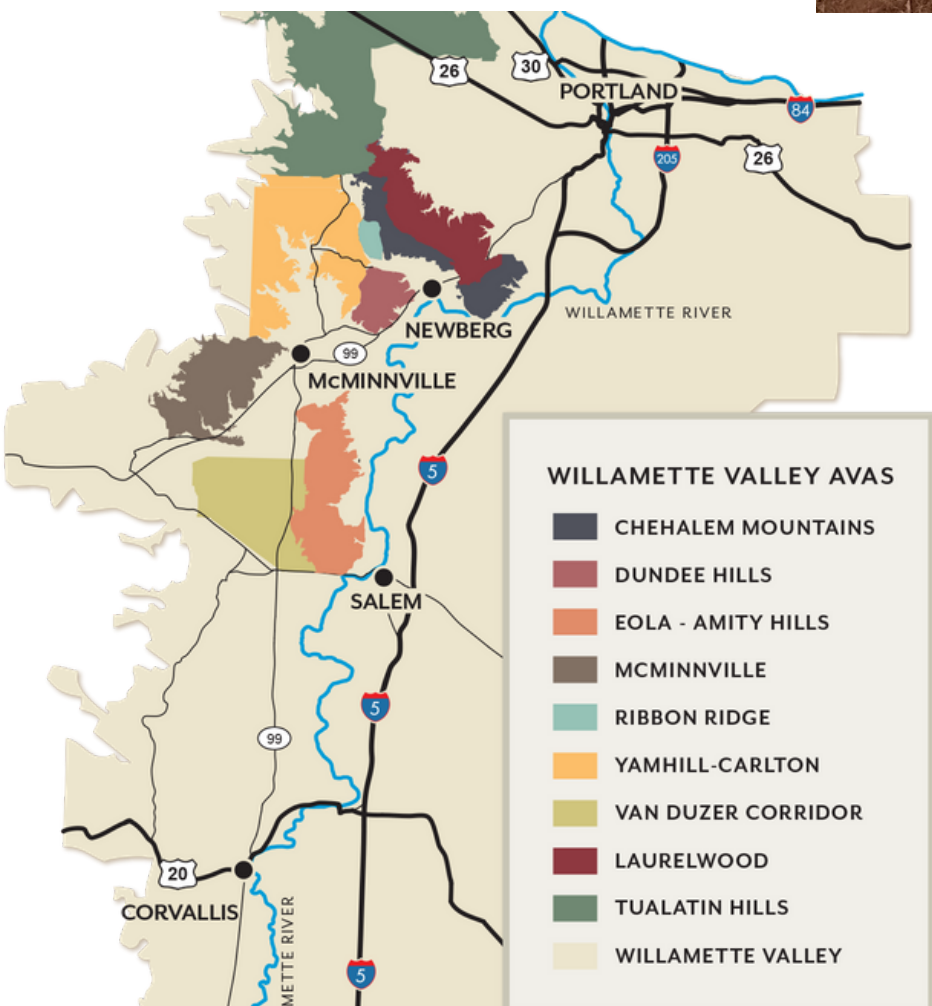 26
30
PORTLAND
84
205
26
WILLAMETTE RIVER
NEWBERG
99
McMINNVILLE
5
SALEM
5
99
20
CORVALLIS
METTE RIVER
5
WILLAMETTE VALLEY AVAS
CHEHALEM MOUNTAINS
DUNDEE HILLS
EOLA - AMITY HILLS
MCMINNVILLE
RIBBON RIDGE
YAMHILL-CARLTON
VAN DUZER CORRIDOR
LAURELWOOD
TUALATIN HILLS
WILLAMETTE VALLEY